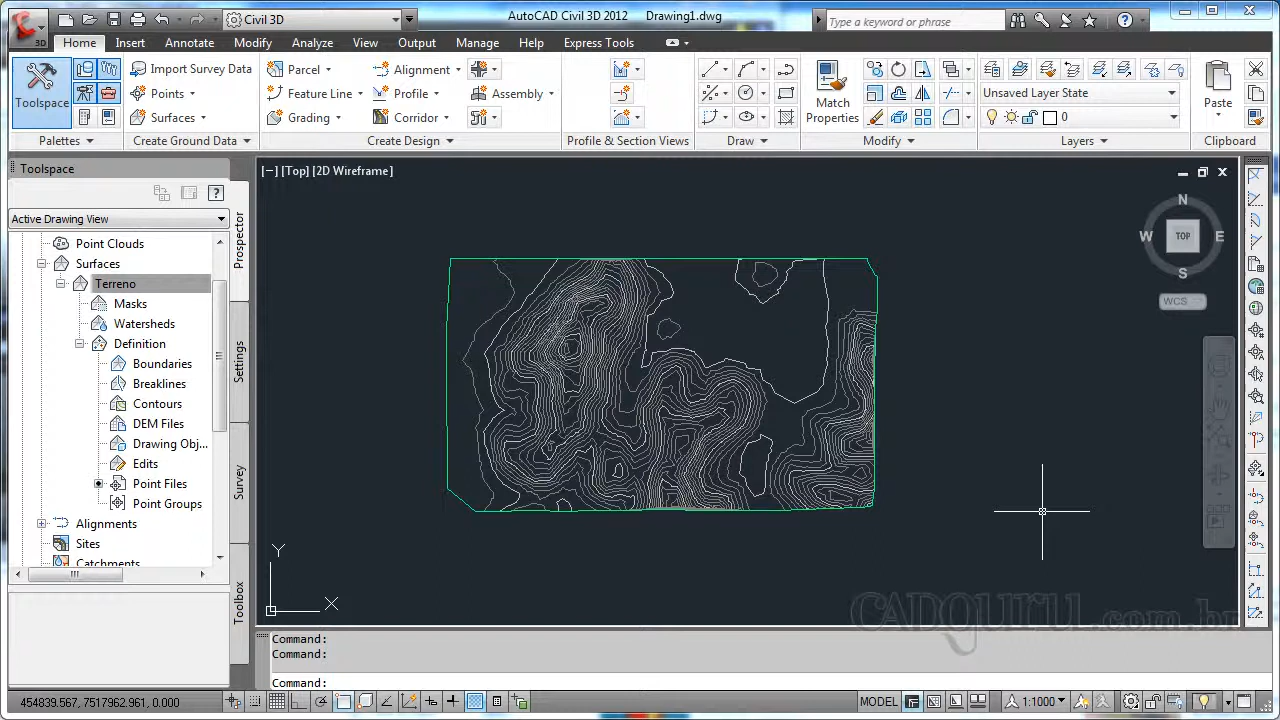 Civil 3D
AutoCAD Civil 3D 2012 Drawing1.dwg
Type a keyword or phrase
3D
Home Insert Annotate Modify Analyze View Output Manage Help Express Tools
Toolspace
Import Survey Data
Points
Surfaces
Parcel
Feature Line
Grading
Alignment
Profile
Corridor
Assembly
Match
Properties
Unsaved Layer State
0
Paste
Palettes
Create Ground Data
Create Design
Profile & Section Views
Draw
Modify
Layers
Clipboard
Toolspace
Active Drawing View
Point Clouds
Surfaces
Terreno
Masks
Watersheds
Definition
Boundaries
Breaklines
Contours
DEM Files
Drawing Obj...
Edits
Point Files
Point Groups
Alignments
Sites
Catchments
Prospector
Settings
Survey
Toolbox
[−] [Top] [2D Wireframe]
N
W TOP E
S
WCS
Y
X
CADguru.com.br
Command:
Command:
Command:
454839.567, 7517962.961, 0.000
MODEL
1:1000